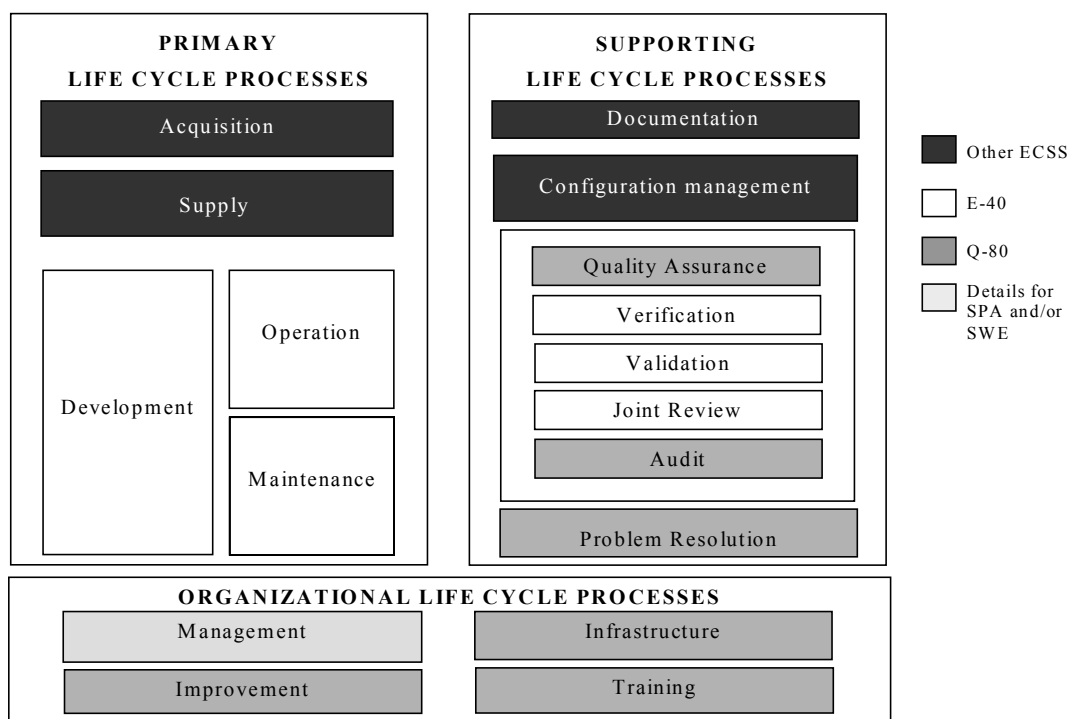 PRIMARY
LIFE CYCLE PROCESSES
Acquisition
Supply
Development
Operation
Maintenance
SUPPORTING
LIFE CYCLE PROCESSES
Documentation
Configuration management
Quality Assurance
Verification
Validation
Joint Review
Audit
Problem Resolution
Other ECSS
E-40
Q-80
Details for
SPA and/or
SWE
ORGANIZATIONAL LIFE CYCLE PROCESSES
Management
Infrastructure
Improvement
Training